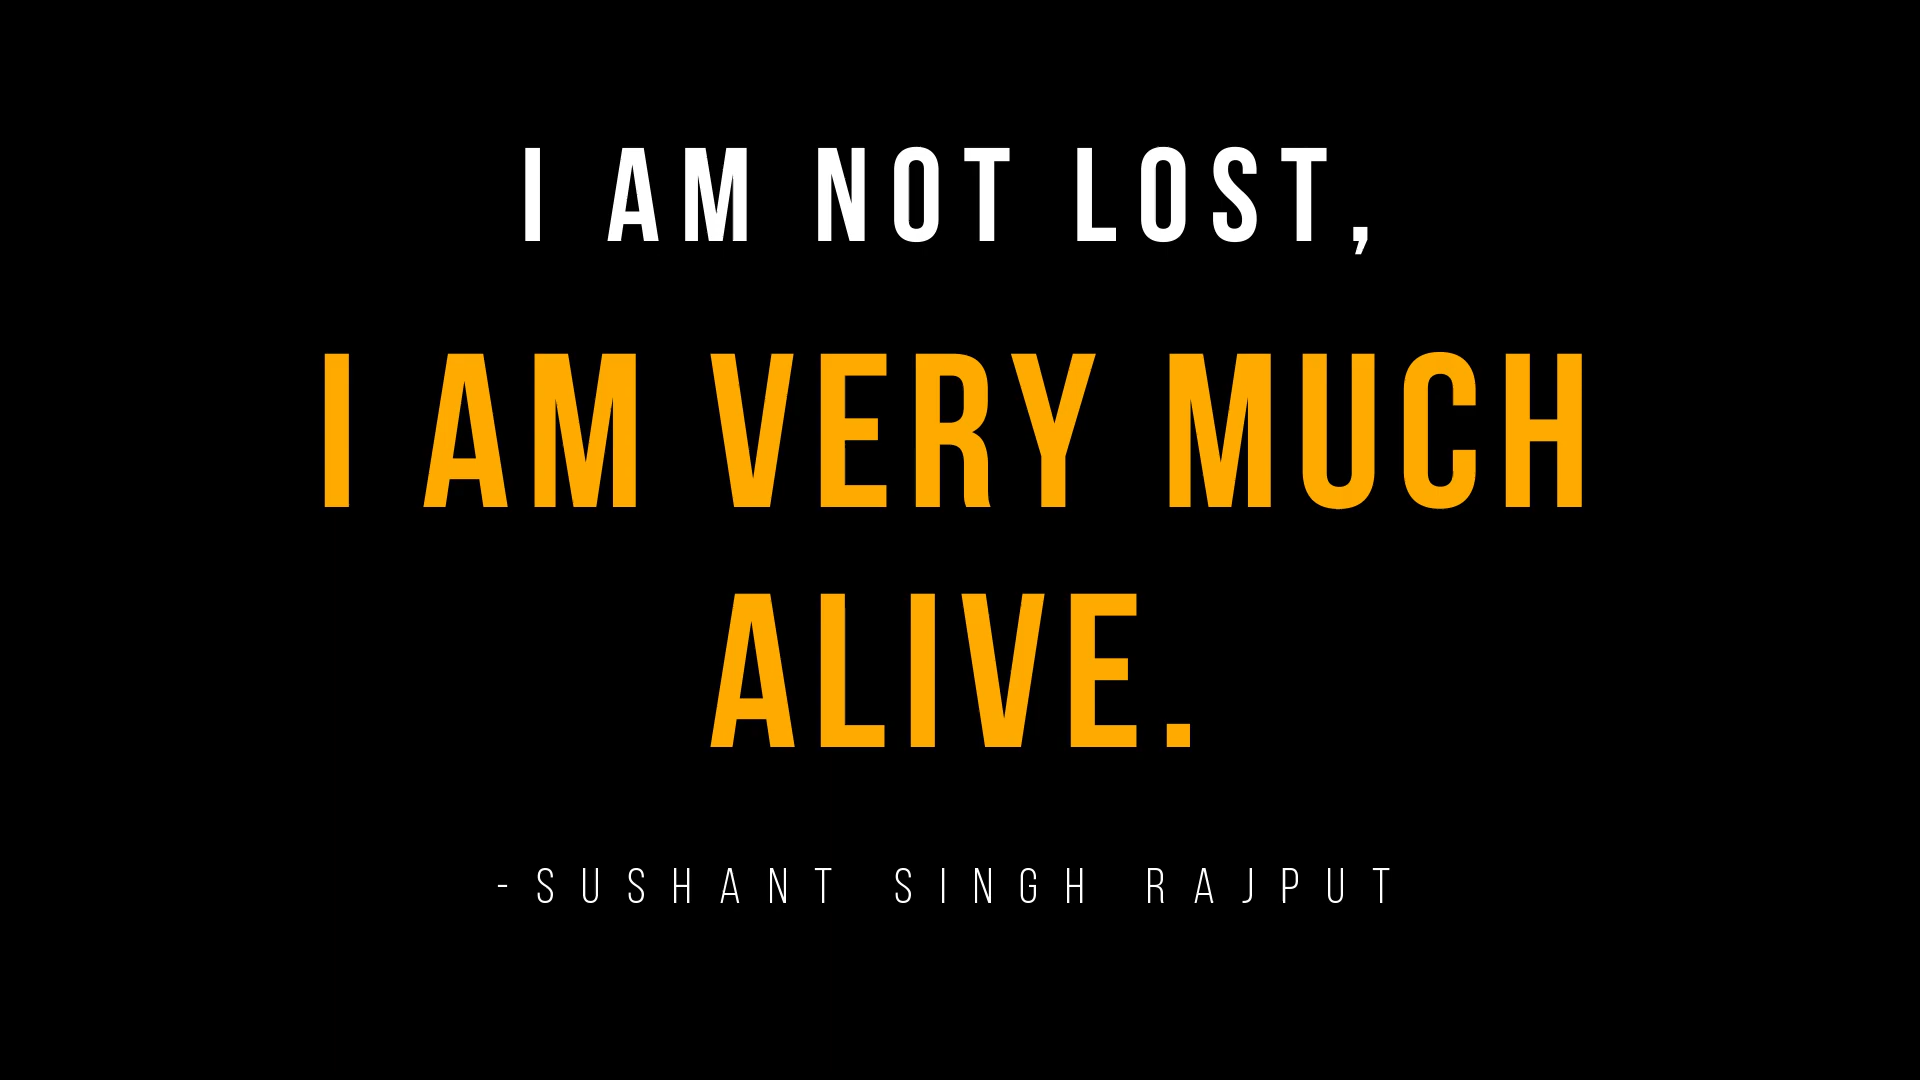 I AM NOT LOST,
I AM VERY MUCH
ALIVE.
-SUSHANT SINGH RAJPUT